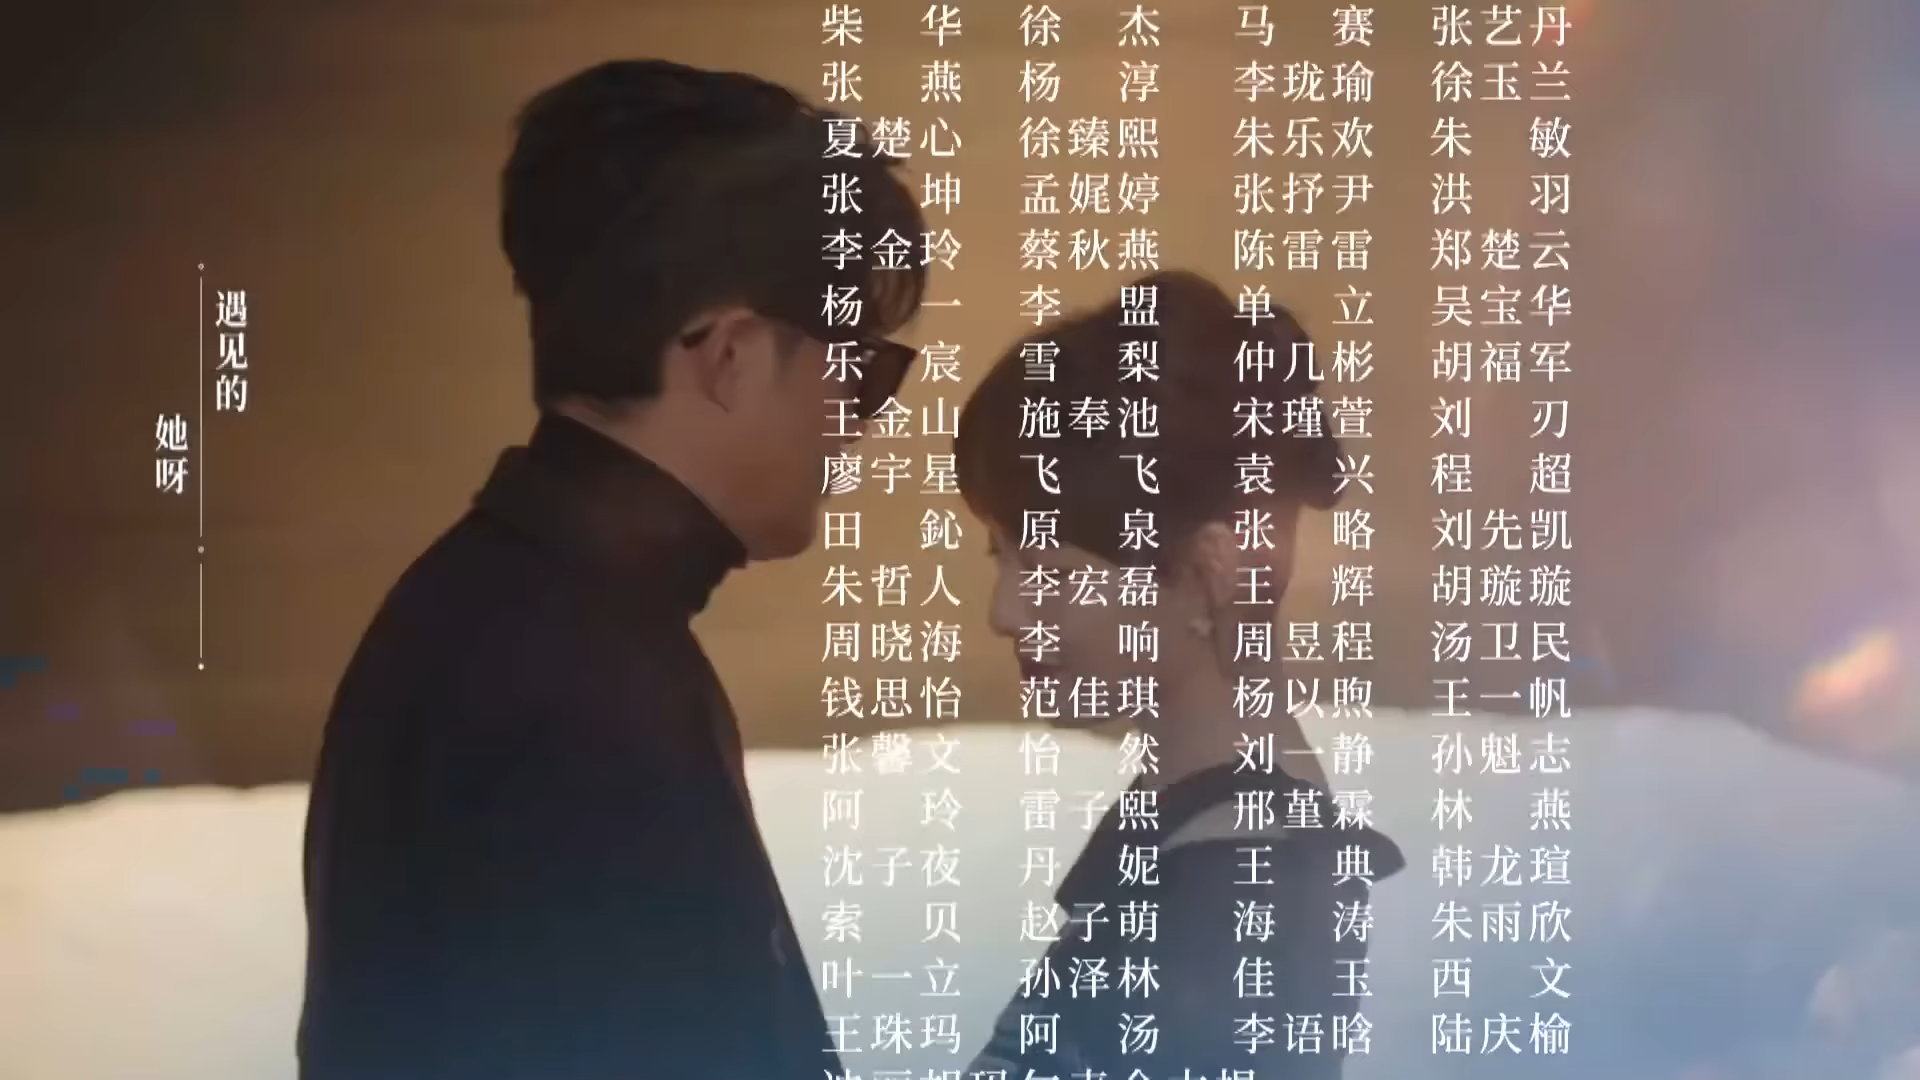 遇见的
她呀
柴 华 徐 杰 马 赛 张艺丹
张 燕 杨 淳 李珑瑜 徐玉兰
夏楚心 徐臻熙 朱乐欢 朱 敏
张 坤 孟娓婷 张抒尹 洪 羽
李金玲 蔡秋燕 陈雷雷 郑楚云
杨 一 李 盟 单 立 吴宝华
乐 宸 雪 梨 仲几彬 胡福军
王金山 施奉池 宋瑾萱 刘 刃
廖宇星 飞 飞 袁 兴 程 超
田 鈊 原 泉 张 略 刘先凯
朱哲人 李宏磊 王 辉 胡璇璇
周晓海 李 响 周昱程 汤卫民
钱思怡 范佳琪 杨以煦 王一帆
张馨文 怡 然 刘一静 孙魁志
阿 玲 雷子熙 邢堇霖 林 燕
沈子夜 丹 妮 王 典 韩龙瑄
索 贝 赵子萌 海 涛 朱雨欣
叶一立 孙泽林 佳 玉 西 文
王珠玛 阿 汤 李语晗 陆庆榆